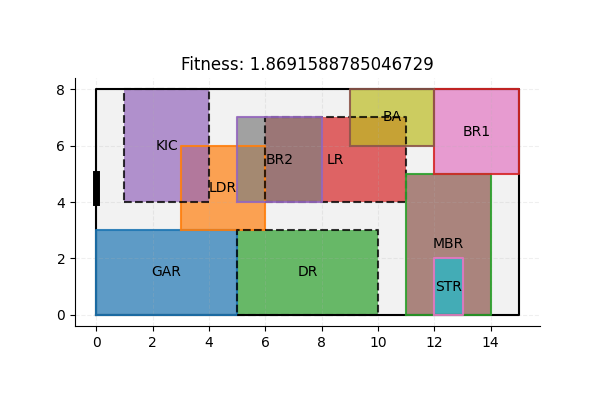 Fitness: 1.8691588785046729
8
BA
KIC
BR1
6
BR2
LR
LDR
4
MBR
2
GAR
DR
STR
0
0 2 4 6 8 10 12 14